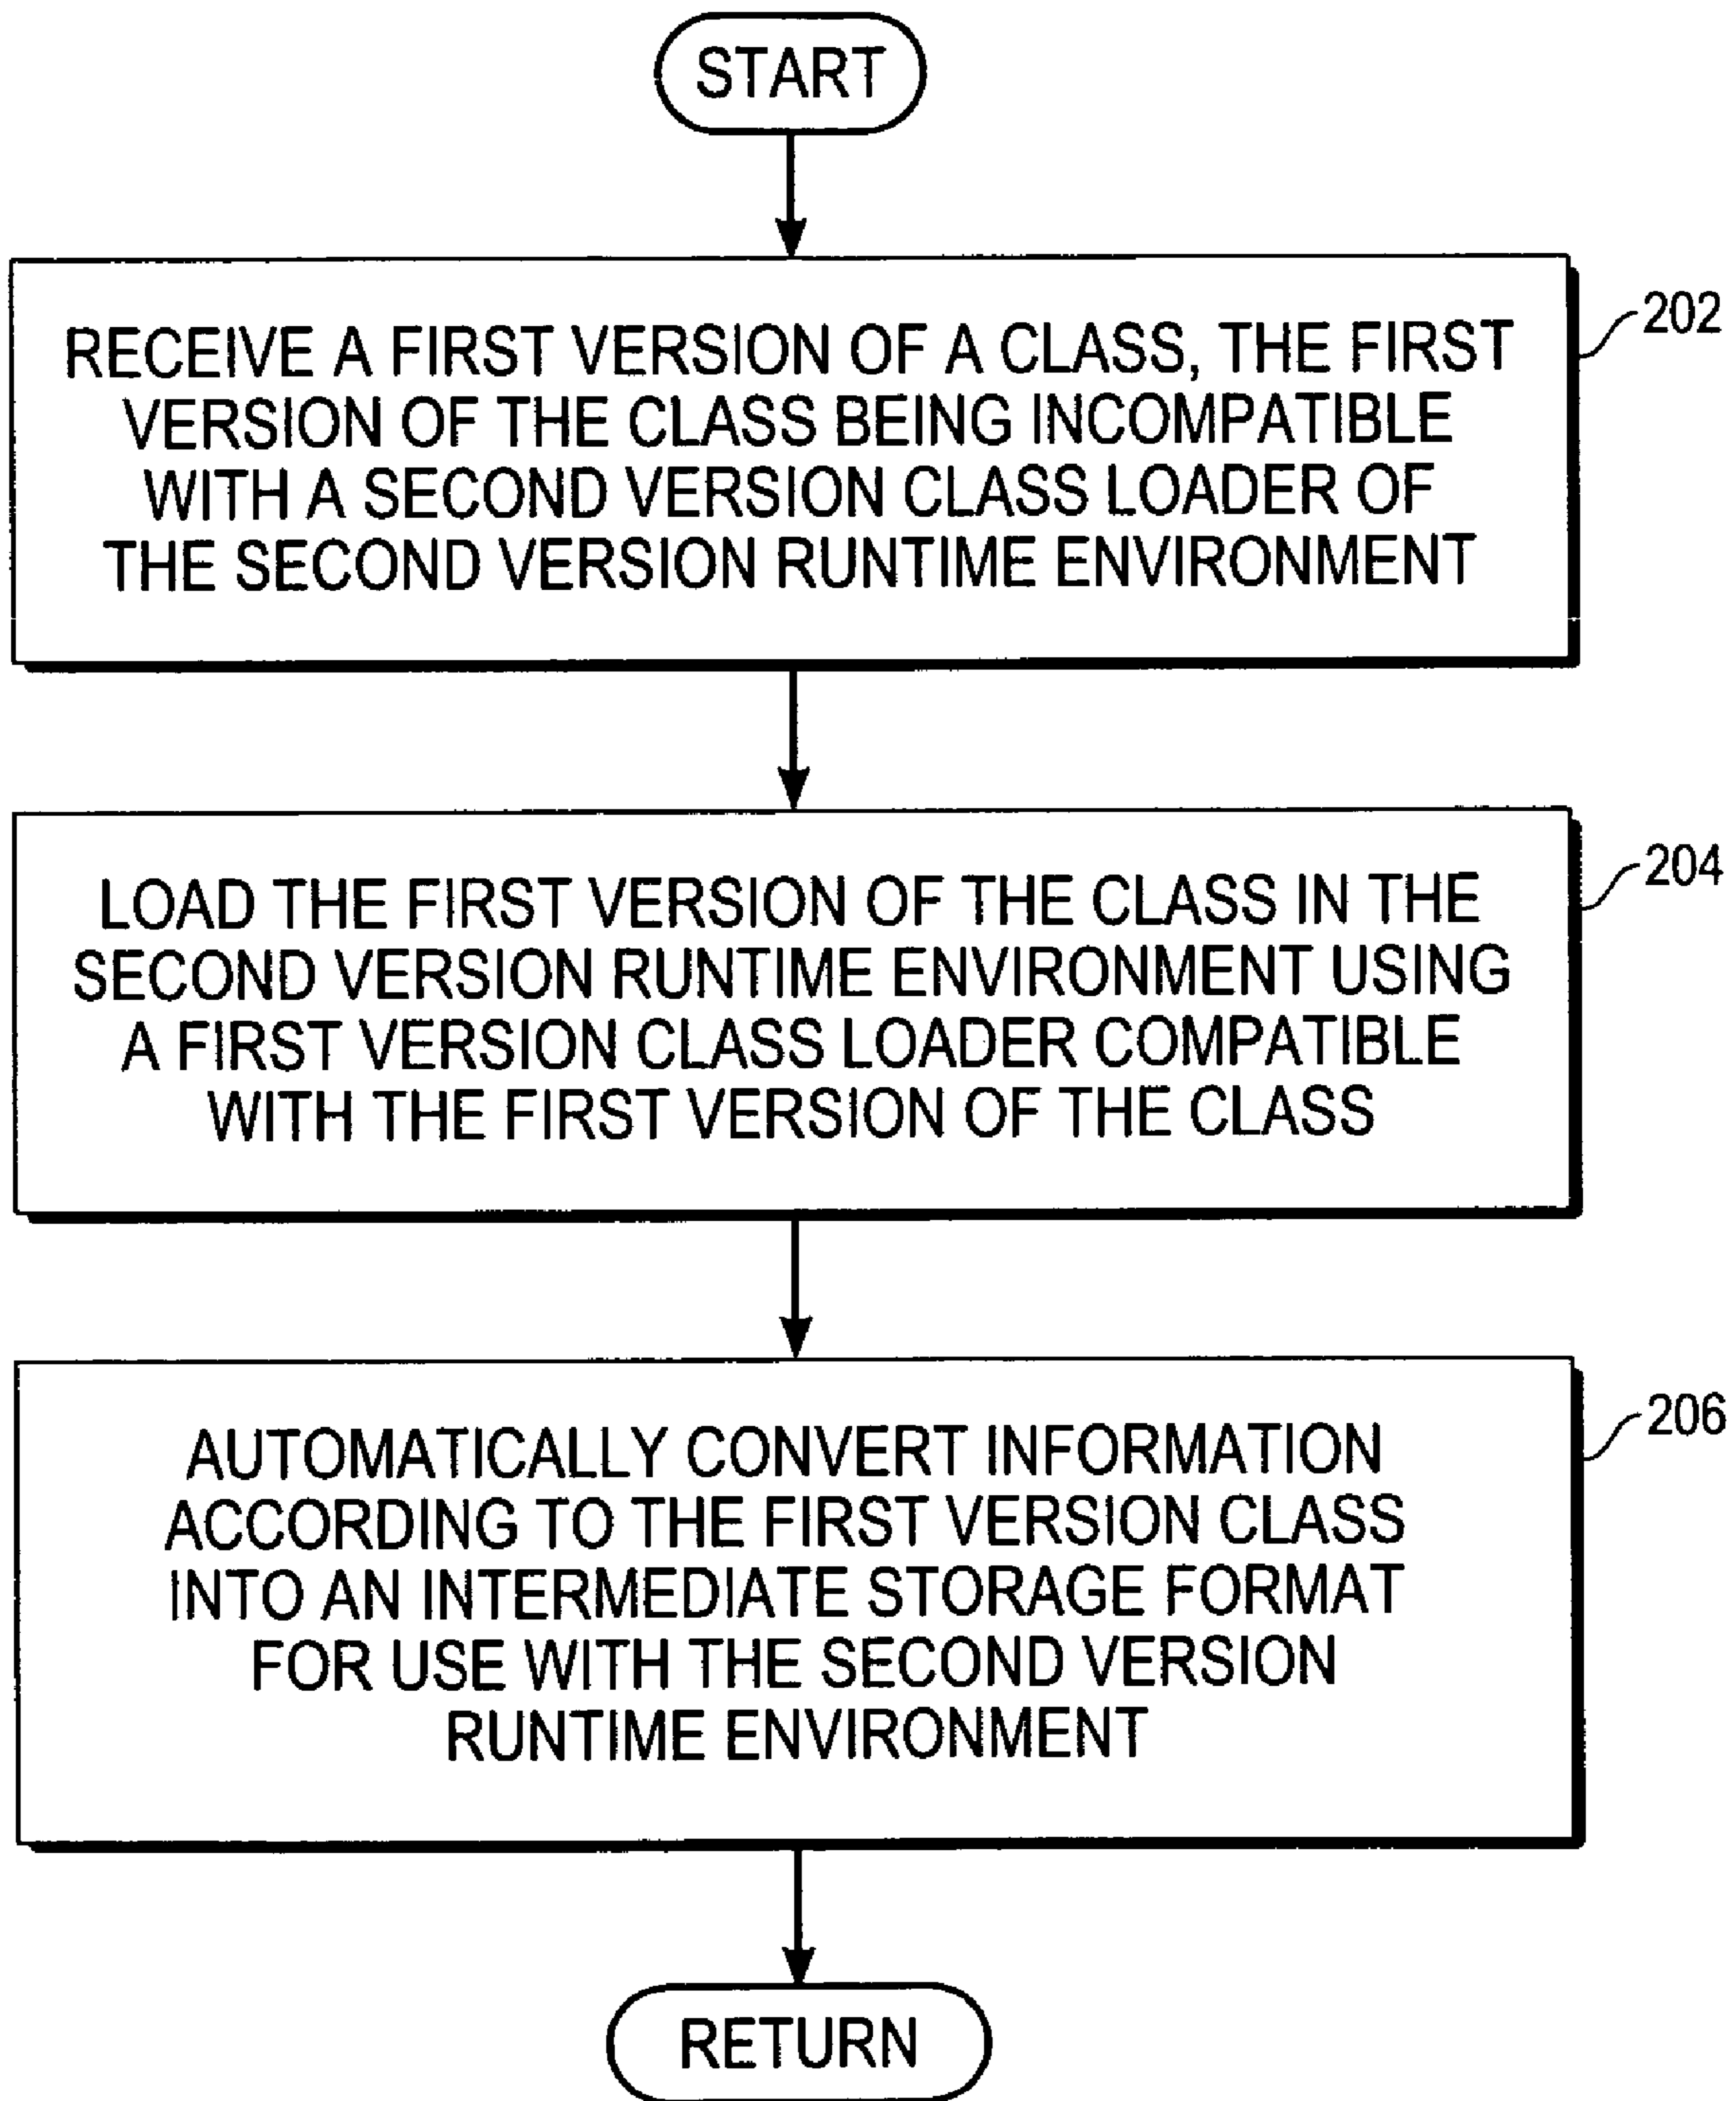 START
RECEIVE A FIRST VERSION OF A CLASS, THE FIRST
VERSION OF THE CLASS BEING INCOMPATIBLE
WITH A SECOND VERSION CLASS LOADER OF
THE SECOND VERSION RUNTIME ENVIRONMENT
202
LOAD THE FIRST VERSION OF THE CLASS IN THE
SECOND VERSION RUNTIME ENVIRONMENT USING
A FIRST VERSION CLASS LOADER COMPATIBLE
WITH THE FIRST VERSION OF THE CLASS
204
AUTOMATICALLY CONVERT INFORMATION
ACCORDING TO THE FIRST VERSION CLASS
INTO AN INTERMEDIATE STORAGE FORMAT
FOR USE WITH THE SECOND VERSION
RUNTIME ENVIRONMENT
206
RETURN